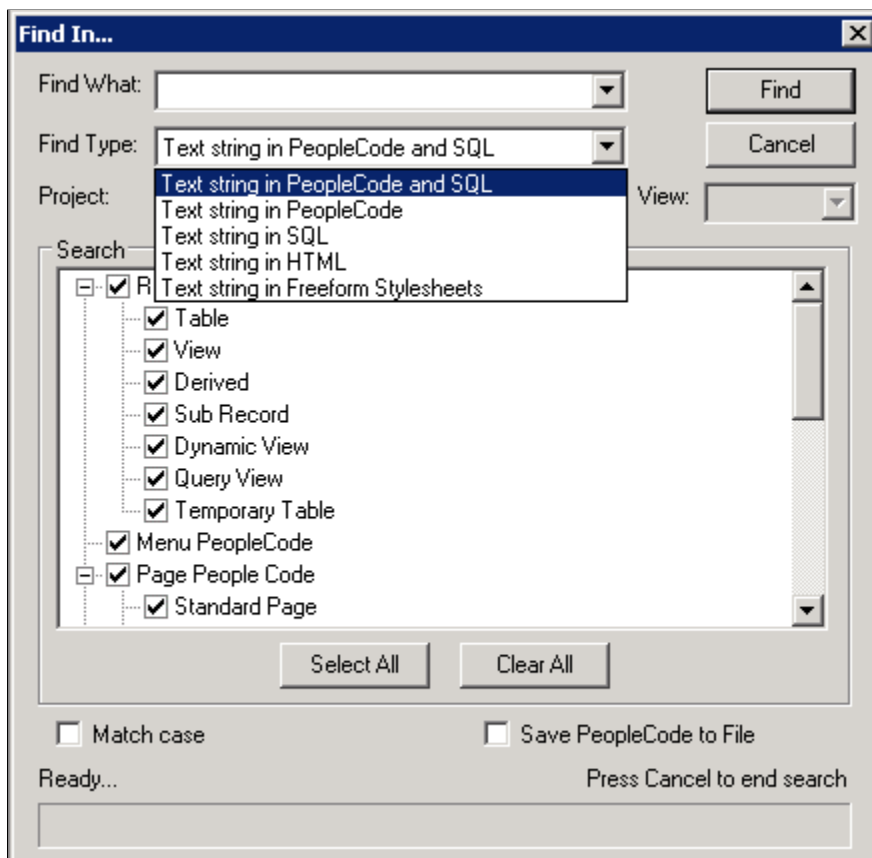 Find In...
Find What:
Find
Find Type: Text string in PeopleCode and SQL
Cancel
Text string in PeopleCode and SQL
Project:
View:
Text string in PeopleCode
Text string in SQL
Search
Text string in HTML
R Text string in Freeform Stylesheets
Table
View
Derived
Sub Record
Dynamic View
Query View
Temporary Table
Menu PeopleCode
Page People Code
Standard Page
Select All Clear All
Match case Save PeopleCode to File
Ready... Press Cancel to end search